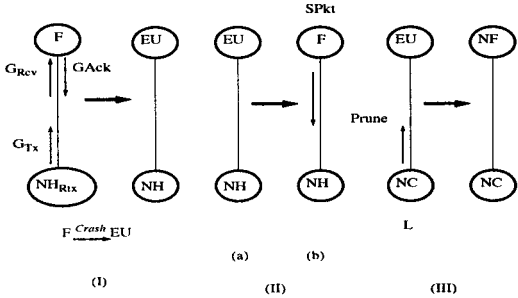 SPkt
F EU EU F EU NF
G_Rcv GAck
Prune
G_Tx
NH_Rtx NH NH NH NC NC
L
F Crash EU
(a) (b)
(I) (II) (III)